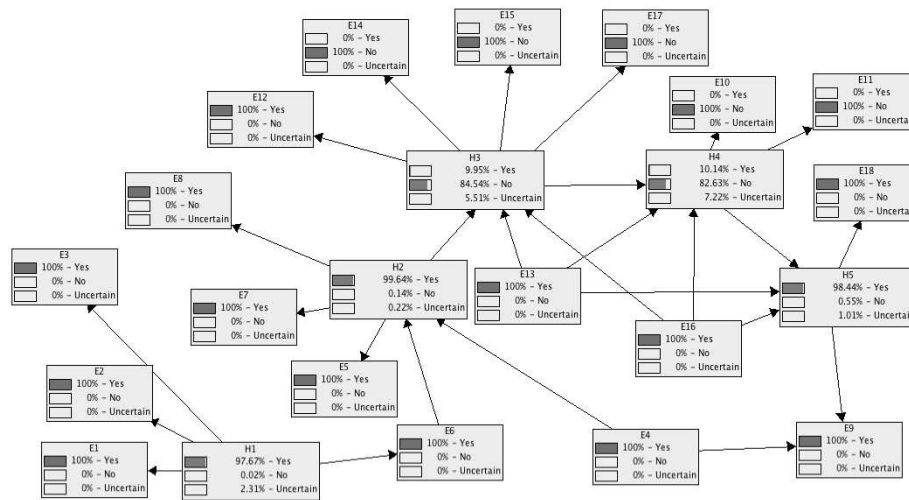 E14
0% - Yes
100% - No
0% - Uncertain
E15
0% - Yes
100% - No
0% - Uncertain
E17
0% - Yes
100% - No
0% - Uncertain
E10
0% - Yes
100% - No
0% - Uncertain
E11
0% - Yes
100% - No
0% - Uncertain
E12
100% - Yes
0% - No
0% - Uncertain
H3
9.95% - Yes
84.54% - No
5.51% - Uncertain
H4
10.14% - Yes
82.63% - No
7.22% - Uncertain
E18
100% - Yes
0% - No
0% - Uncertain
E8
100% - Yes
0% - No
0% - Uncertain
E3
100% - Yes
0% - No
0% - Uncertain
H2
99.64% - Yes
0.14% - No
0.22% - Uncertain
E13
100% - Yes
0% - No
0% - Uncertain
H5
98.44% - Yes
0.55% - No
1.01% - Uncertain
E7
100% - Yes
0% - No
0% - Uncertain
E16
100% - Yes
0% - No
0% - Uncertain
E5
100% - Yes
0% - No
0% - Uncertain
E2
100% - Yes
0% - No
0% - Uncertain
E6
100% - Yes
0% - No
0% - Uncertain
E4
100% - Yes
0% - No
0% - Uncertain
E9
100% - Yes
0% - No
0% - Uncertain
E1
100% - Yes
0% - No
0% - Uncertain
H1
97.67% - Yes
0.02% - No
2.31% - Uncertain